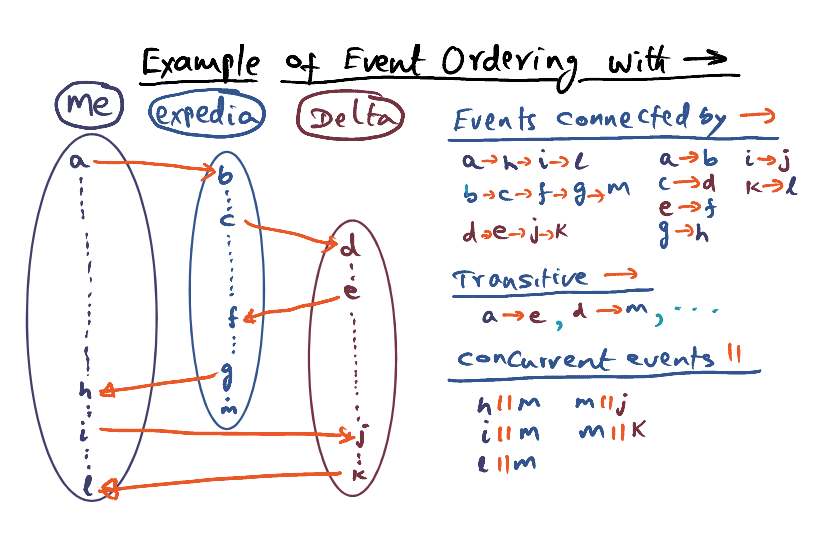 Example of Event Ordering with →
me expedia Delta
Events connected by →
a→h→i→l a→b i→j
b→c→f→g→m c→d k→l
e→f
d→e→j→k g→h
Transitive →
a→e, d→m, ...
concurrent events ||
h||m m||j
i||m m||k
l||m
a
b
c
d
e
f
g
h
m
i
j
k
l